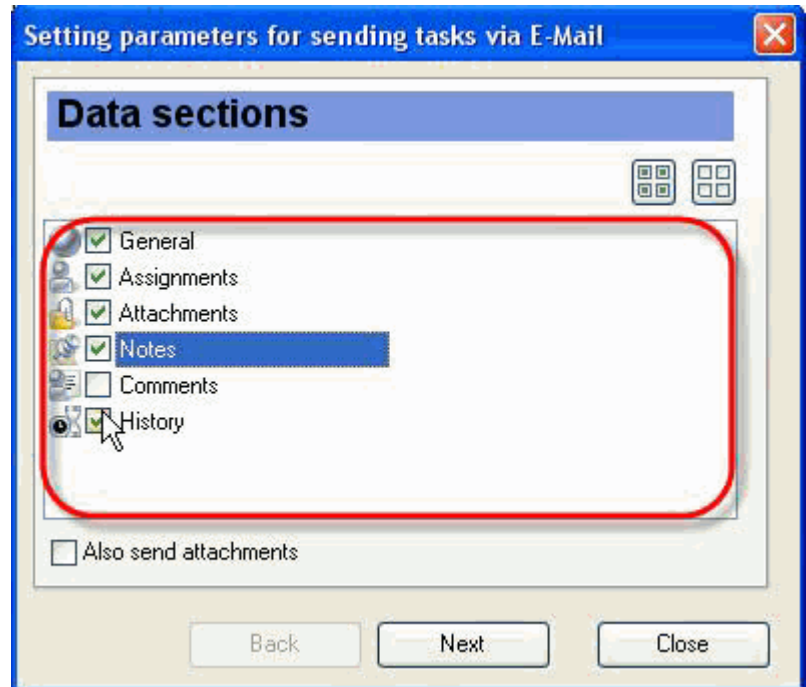 Setting parameters for sending tasks via E-Mail
Data sections
General
Assignments
Attachments
Notes
Comments
History
Also send attachments
Back Next Close